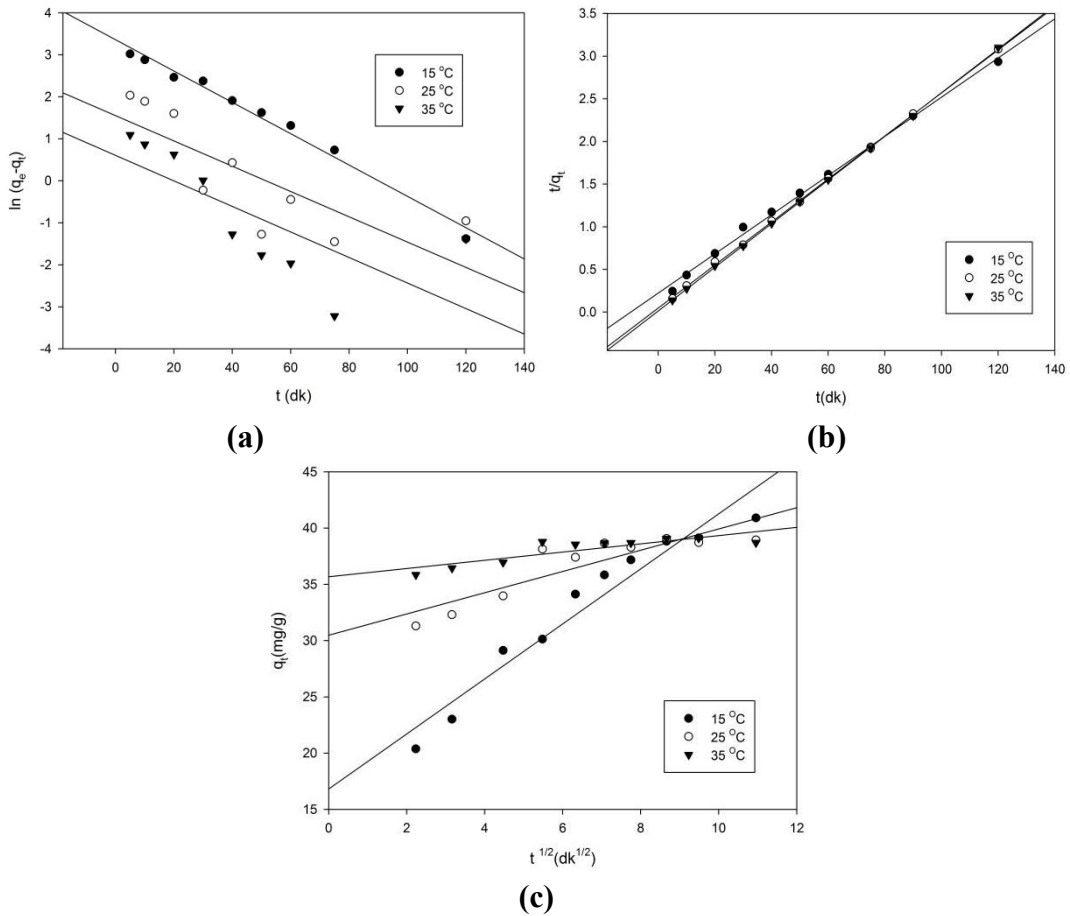 4
3
2
1
0
-1
-2
-3
-4
ln (qₑ-qₜ)
15 °C
25 °C
35 °C
0 20 40 60 80 100 120 140
t (dk)
(a)
3.5
3.0
2.5
2.0
1.5
1.0
0.5
0.0
t/qₜ
15 °C
25 °C
35 °C
0 20 40 60 80 100 120 140
t(dk)
(b)
45
40
35
30
25
20
15
qₜ(mg/g)
15 °C
25 °C
35 °C
0 2 4 6 8 10 12
t ¹/²(dk¹/²)
(c)